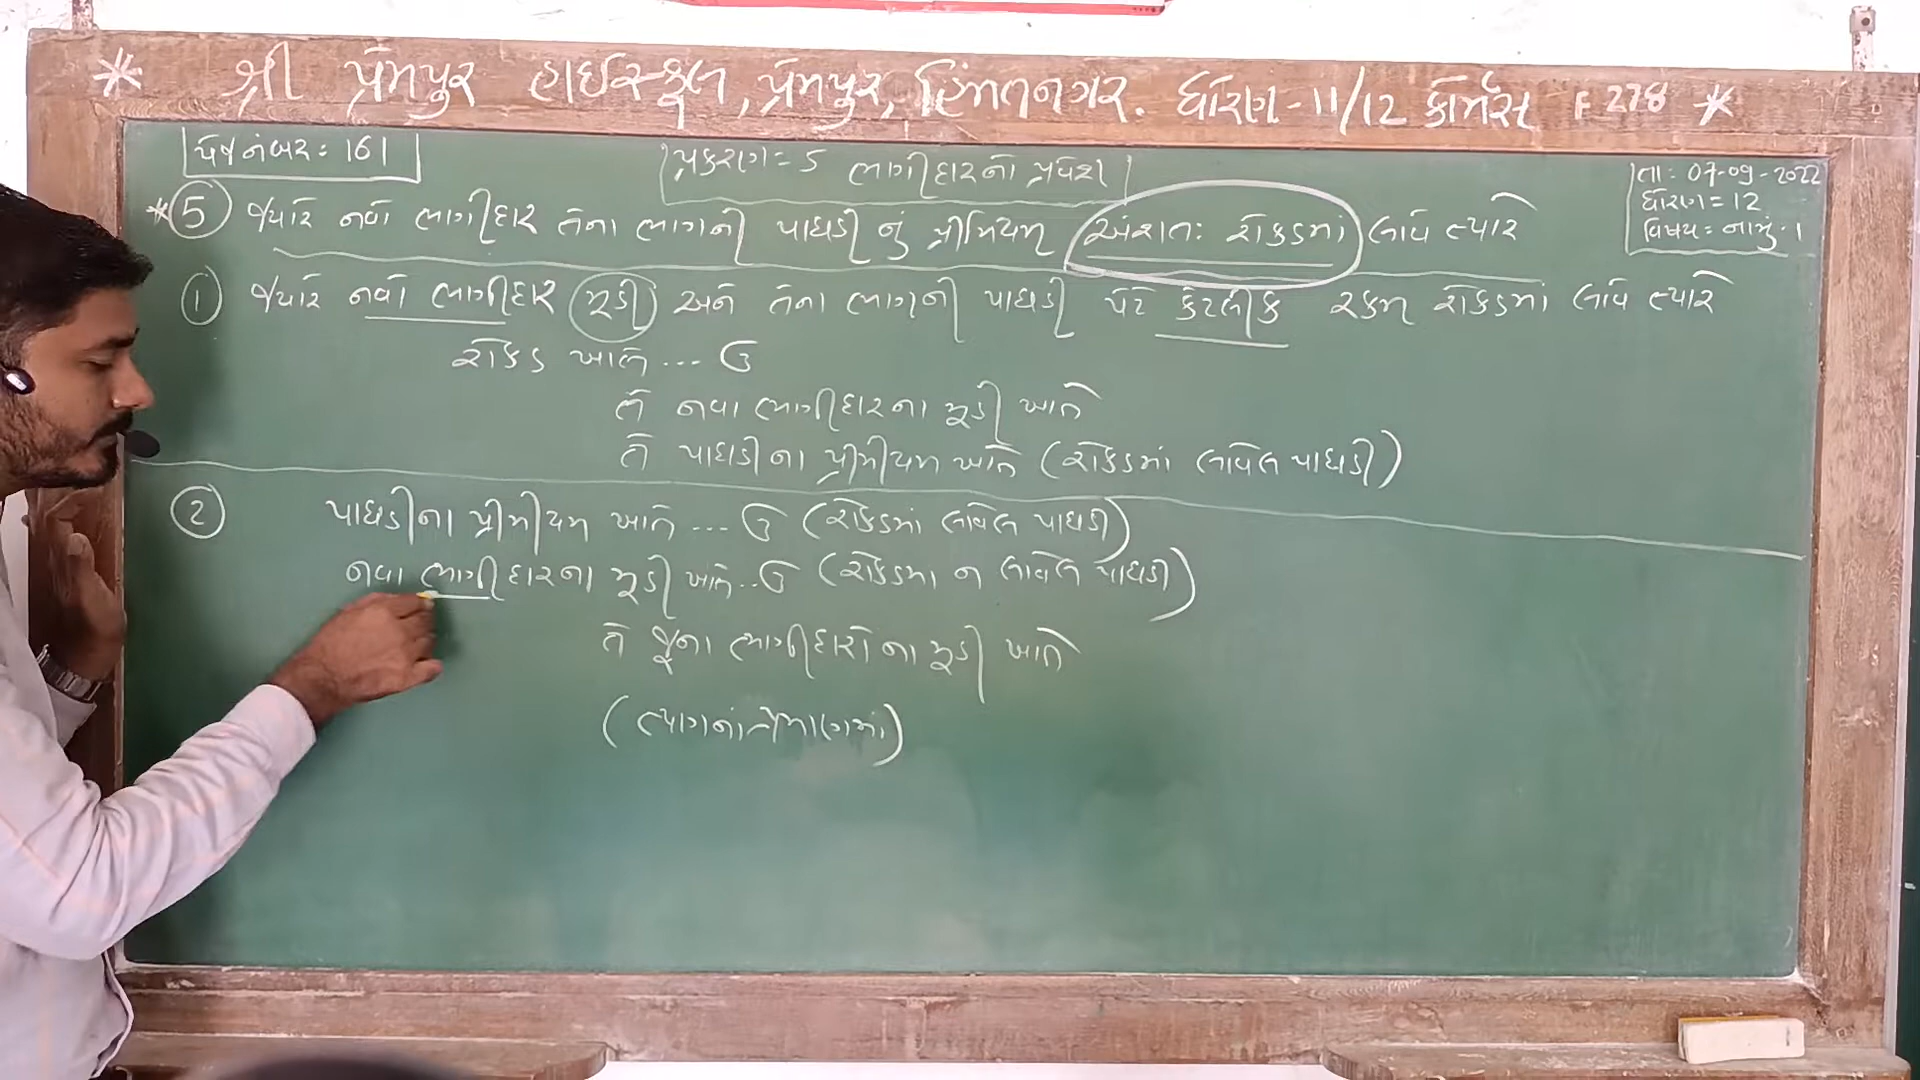 * શ્રી પ્રેમપુર હાઈસ્કૂલ, પ્રેમપુર, હિંમતનગર. ધોરણ - 11/12 કોમર્સ F 278 *
પેજ નંબર : 161
પ્રકરણ = 5 ભાગીદારનો પ્રવેશ
તા : 07-09-2022
ધોરણ = 12
વિષય = નામું - 1
* 5 જ્યારે નવો ભાગીદાર તેના ભાગની પાઘડી નું પ્રીમિયમ અંશતઃ રોકડમાં લાવે ત્યારે
1 જ્યારે નવો ભાગીદાર મૂડી અને તેના ભાગની પાઘડી પેટે કેટલીક રકમ રોકડમાં લાવે ત્યારે
રોકડ ખાતે ... ઉ
તે નવા ભાગીદારના મૂડી ખાતે
તે પાઘડીના પ્રીમીયમ ખાતે (રોકડમાં લાવેલ પાઘડી)
2 પાઘડીના પ્રીમીયમ ખાતે ... ઉ (રોકડમાં લાવેલ પાઘડી)
નવા ભાગીદારના મૂડી ખાતે .. ઉ (રોકડમા ન લાવેલ પાઘડી)
તે જૂના ભાગીદારોના મૂડી ખાતે
(ત્યાગનાં પ્રમાણમાં)